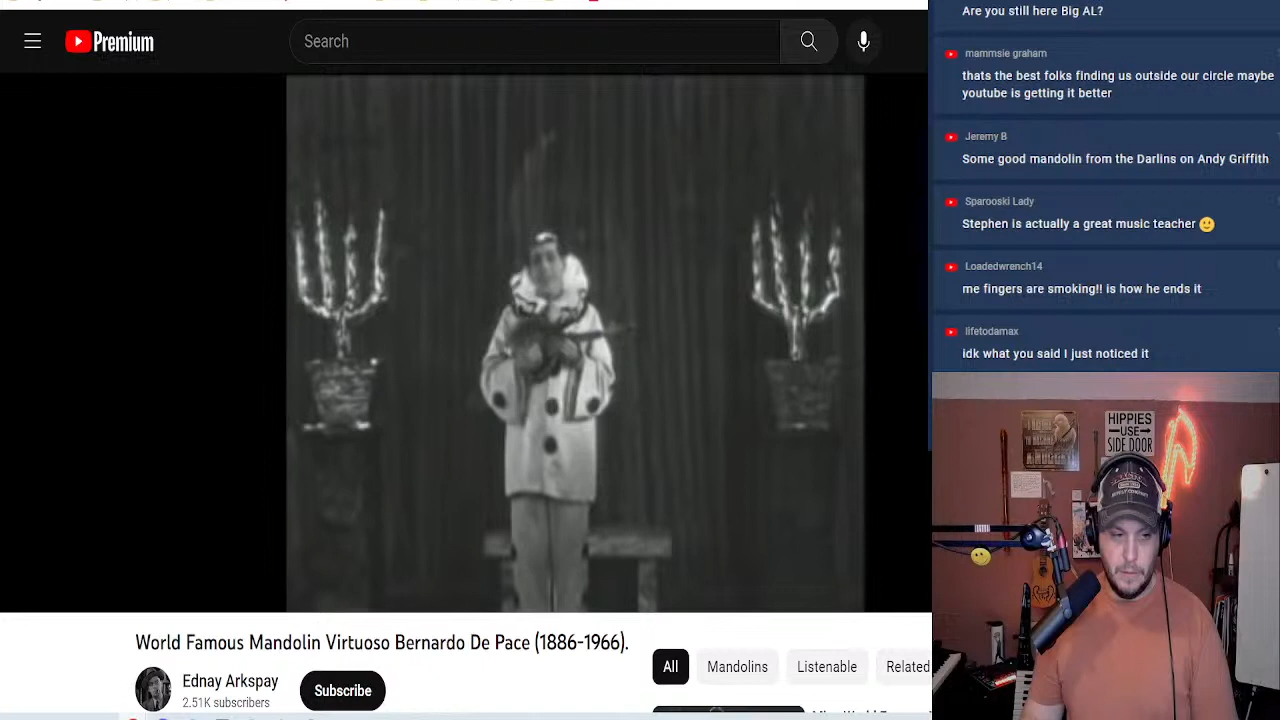 Premium
Search
World Famous Mandolin Virtuoso Bernardo De Pace (1886-1966).
Ednay Arkspay
2.51K subscribers
Subscribe
All
Mandolins
Listenable
Related
Are you still here Big AL?
mammsie graham
thats the best folks finding us outside our circle maybe
youtube is getting it better
Jeremy B
Some good mandolin from the Darlins on Andy Griffith
Sparooski Lady
Stephen is actually a great music teacher 🙂
Loadedwrench14
me fingers are smoking!! is how he ends it
lifetodamax
idk what you said I just noticed it
HIPPIES
USE
SIDE DOOR